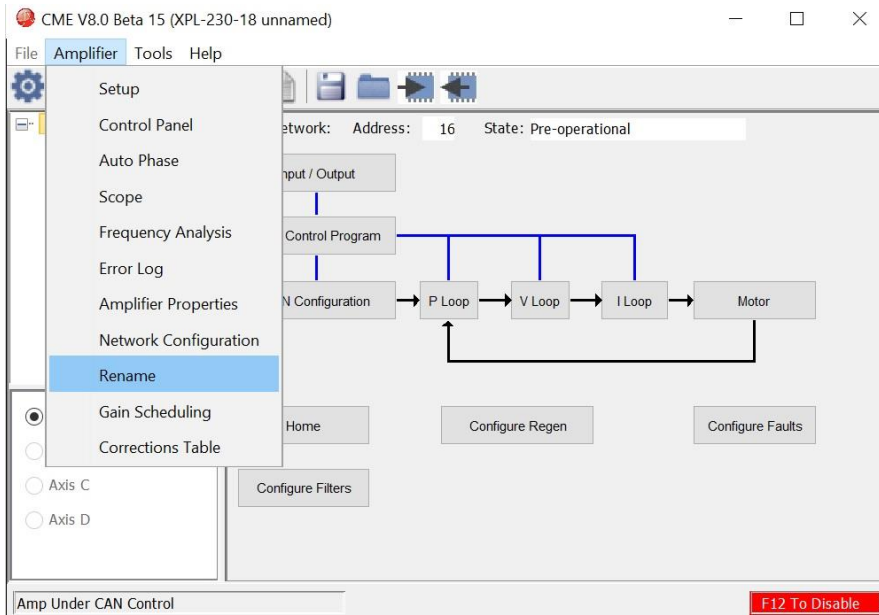 CME V8.0 Beta 15 (XPL-230-18 unnamed)
File Amplifier Tools Help
Setup
Control Panel
Auto Phase
Scope
Frequency Analysis
Error Log
Amplifier Properties
Network Configuration
Rename
Gain Scheduling
Corrections Table
Address: 16 State: Pre-operational
/ Output
Control Program
Configuration P Loop V Loop I Loop Motor
Home Configure Regen Configure Faults
Configure Filters
Axis C
Axis D
Amp Under CAN Control F12 To Disable